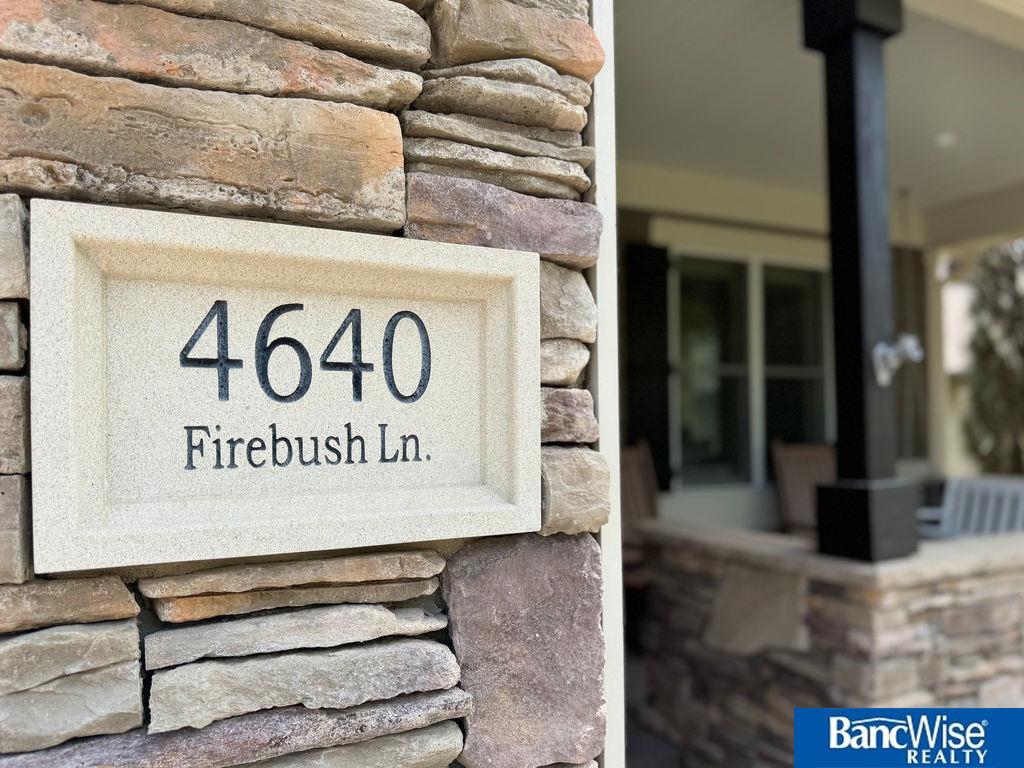 4640
Firebush Ln.
BancWise®
REALTY